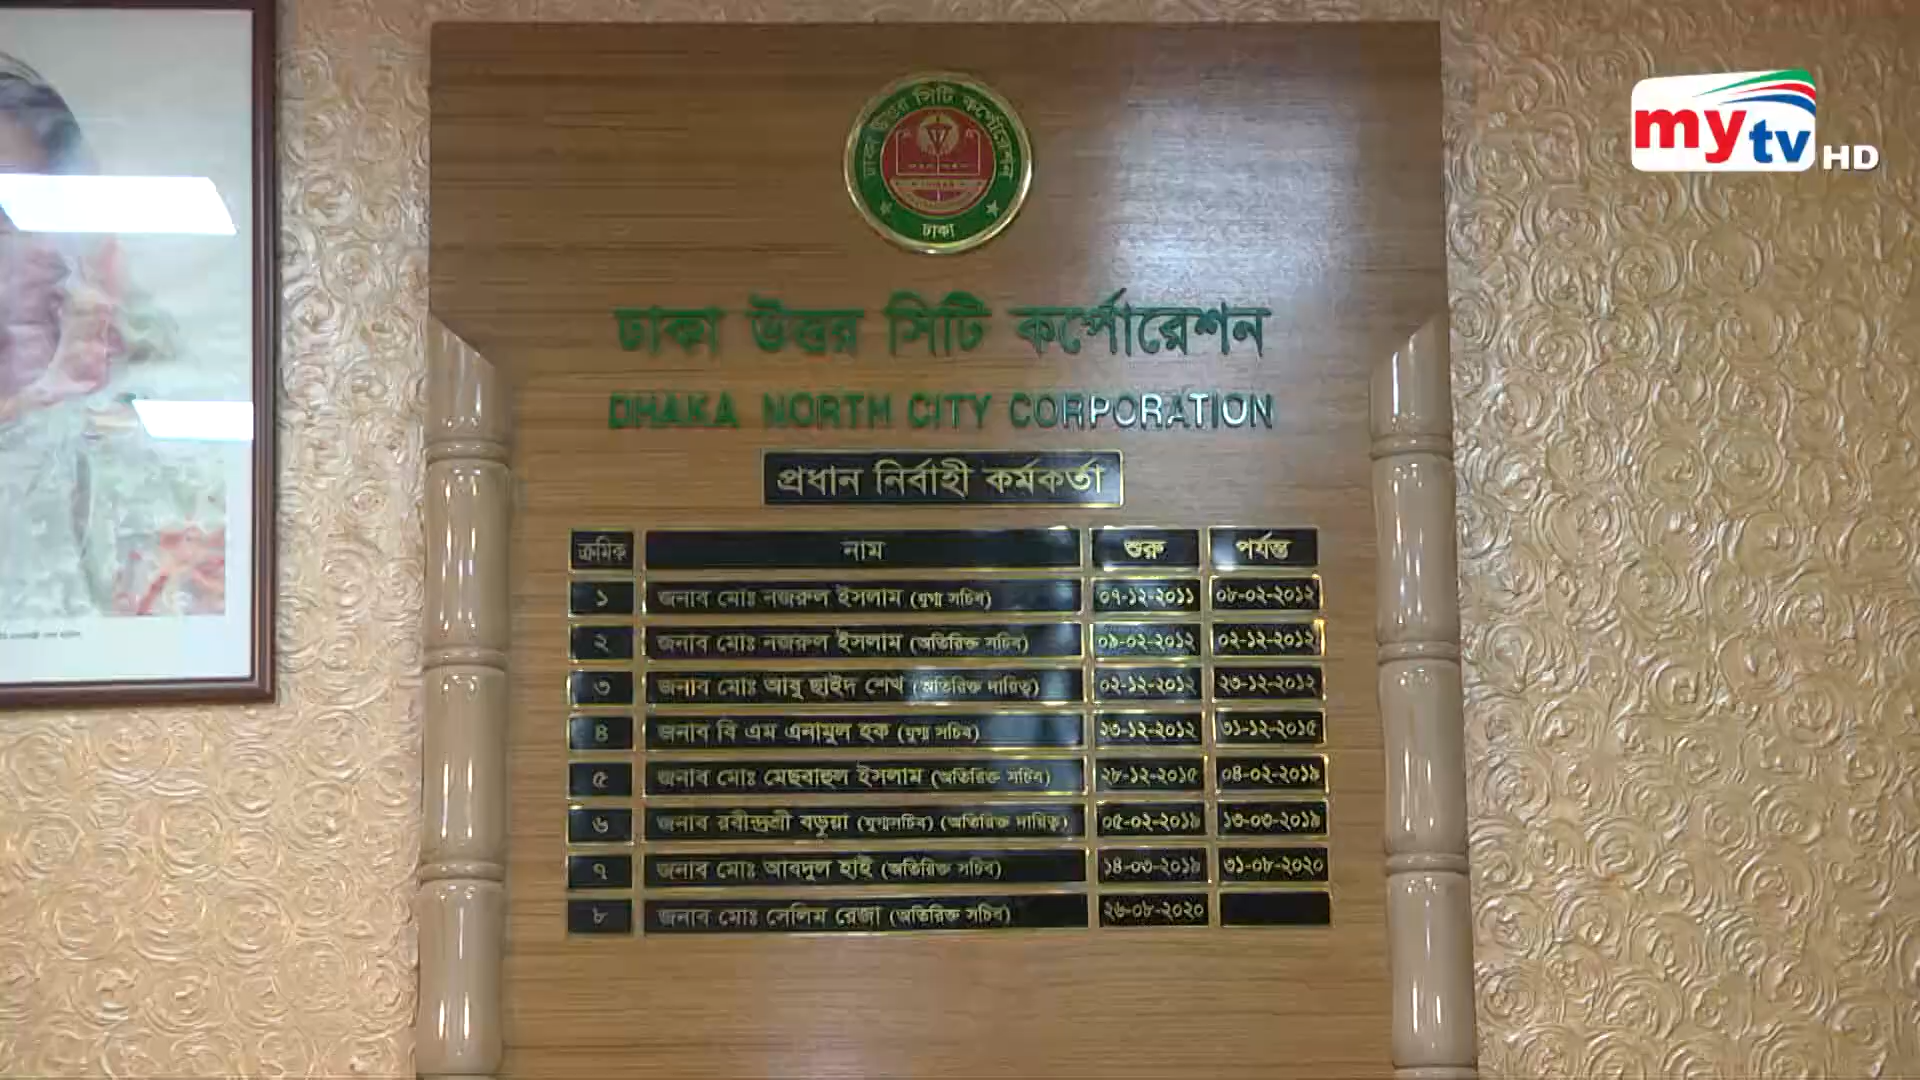 mytv HD
ঢাকা উত্তর সিটি কর্পোরেশন
ঢাকা
ঢাকা উত্তর সিটি কর্পোরেশন
DHAKA NORTH CITY CORPORATION
প্রধান নির্বাহী কর্মকর্তা
ক্রমিক নাম শুরু পর্যন্ত
১ জনাব মোঃ নজরুল ইসলাম (যুগ্ম সচিব) ০৭-১২-২০১১ ০৮-০২-২০১২
২ জনাব মোঃ নজরুল ইসলাম (অতিরিক্ত সচিব) ০৯-০২-২০১২ ০২-১২-২০১২
৩ জনাব মোঃ আবু ছাইদ শেখ (অতিরিক্ত দায়িত্ব) ০২-১২-২০১২ ২৩-১২-২০১২
৪ জনাব বি এম এনামুল হক (যুগ্ম সচিব) ২৩-১২-২০১২ ৩১-১২-২০১৫
৫ জনাব মোঃ মেছবাহুল ইসলাম (অতিরিক্ত সচিব) ২৮-১২-২০১৫ ০৪-০২-২০১৯
৬ জনাব রবীন্দ্রশ্রী বড়ুয়া (যুগ্মসচিব) (অতিরিক্ত দায়িত্ব) ০৫-০২-২০১৯ ১৩-০৩-২০১৯
৭ জনাব মোঃ আবদুল হাই (অতিরিক্ত সচিব) ১৪-০৩-২০১৯ ৩১-০৮-২০২০
৮ জনাব মোঃ সেলিম রেজা (অতিরিক্ত সচিব) ২৬-০৮-২০২০